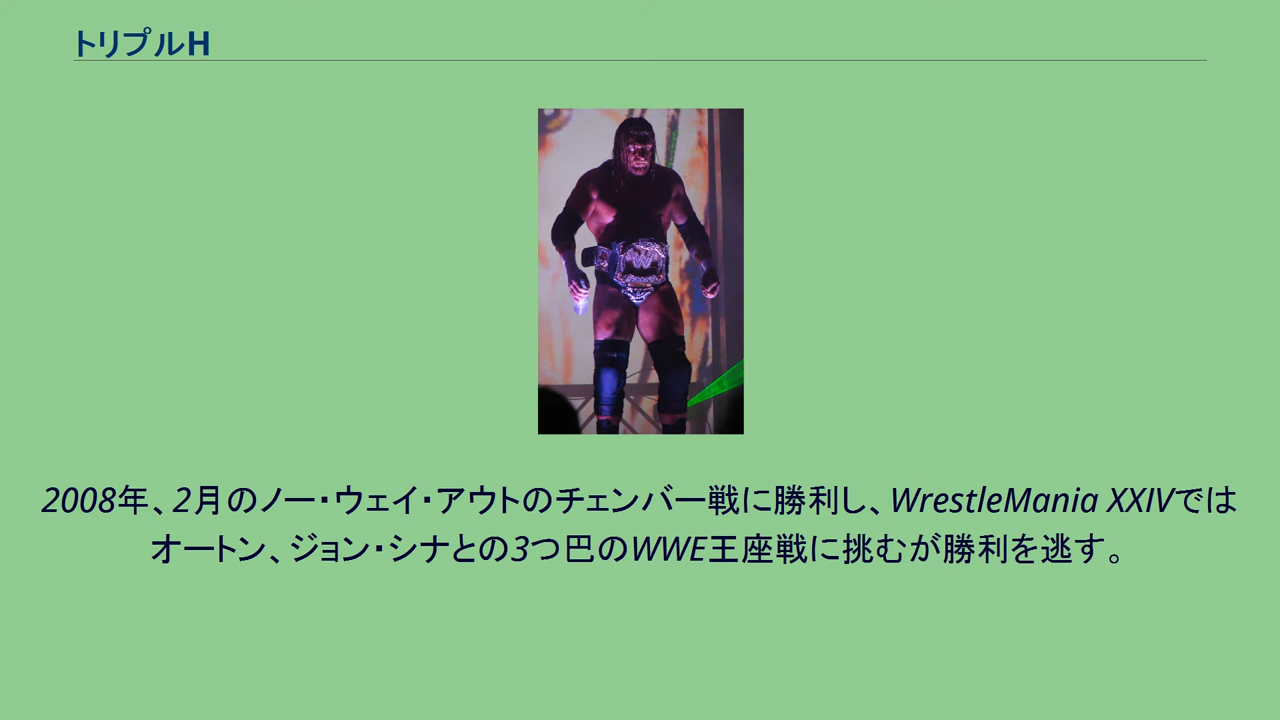 トリプルH
2008年、2月のノー・ウェイ・アウトのチェンバー戦に勝利し、WrestleMania XXIVでは
オートン、ジョン・シナとの3つ巴のWWE王座戦に挑むが勝利を逃す。